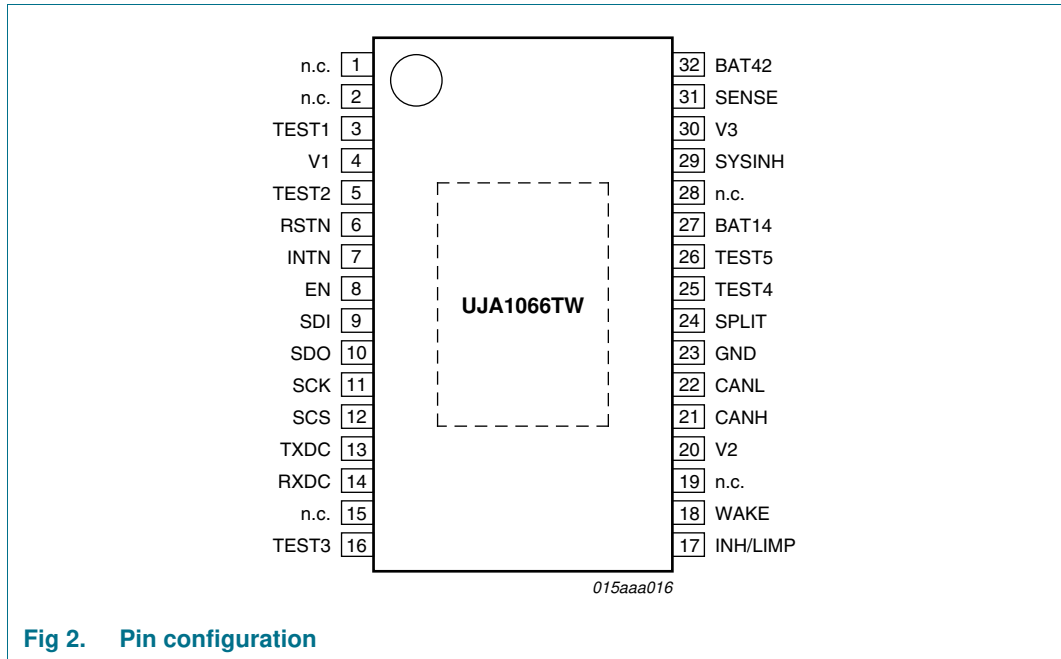 n.c. 1 32 BAT42
n.c. 2 31 SENSE
TEST1 3 30 V3
V1 4 29 SYSINH
TEST2 5 28 n.c.
RSTN 6 27 BAT14
INTN 7 26 TEST5
EN 8 25 TEST4
UJA1066TW
SDI 9 24 SPLIT
SDO 10 23 GND
SCK 11 22 CANL
SCS 12 21 CANH
TXDC 13 20 V2
RXDC 14 19 n.c.
n.c. 15 18 WAKE
TEST3 16 17 INH/LIMP
015aaa016
Fig 2. Pin configuration